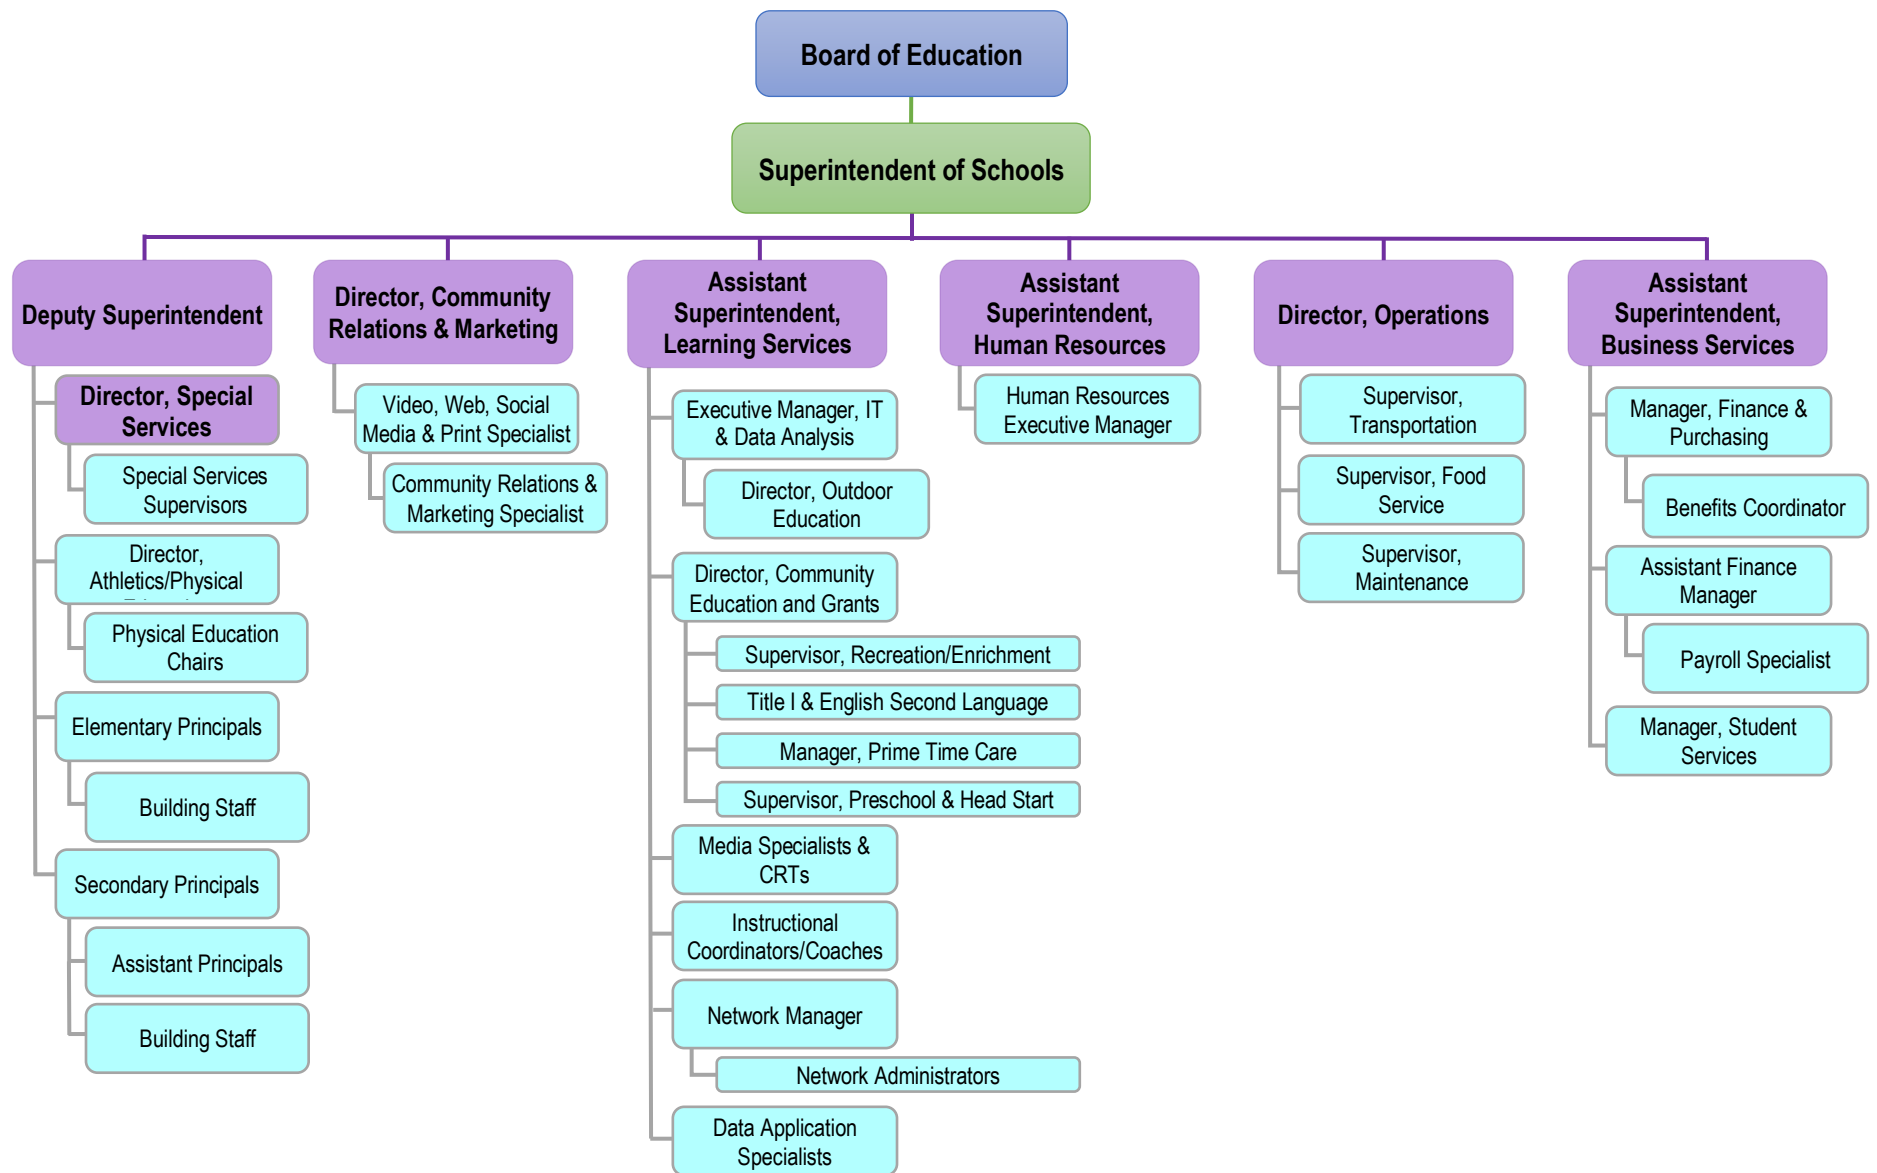 Board of Education
Superintendent of Schools
Deputy Superintendent
Director, Special
Services
Special Services
Supervisors
Director,
Athletics/Physical
Physical Education
Chairs
Elementary Principals
Building Staff
Secondary Principals
Assistant Principals
Building Staff
Director, Community
Relations & Marketing
Video, Web, Social
Media & Print Specialist
Community Relations &
Marketing Specialist
Assistant
Superintendent,
Learning Services
Executive Manager, IT
& Data Analysis
Director, Outdoor
Education
Director, Community
Education and Grants
Supervisor, Recreation/Enrichment
Title I & English Second Language
Manager, Prime Time Care
Supervisor, Preschool & Head Start
Media Specialists &
CRTs
Instructional
Coordinators/Coaches
Network Manager
Network Administrators
Data Application
Specialists
Assistant
Superintendent,
Human Resources
Human Resources
Executive Manager
Director, Operations
Supervisor,
Transportation
Supervisor, Food
Service
Supervisor,
Maintenance
Assistant
Superintendent,
Business Services
Manager, Finance &
Purchasing
Benefits Coordinator
Assistant Finance
Manager
Payroll Specialist
Manager, Student
Services